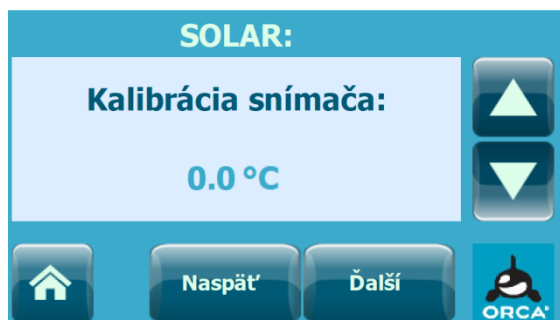 SOLAR:
Kalibrácia snímača:
0.0 °C
Naspäť
Ďalší
ORCA